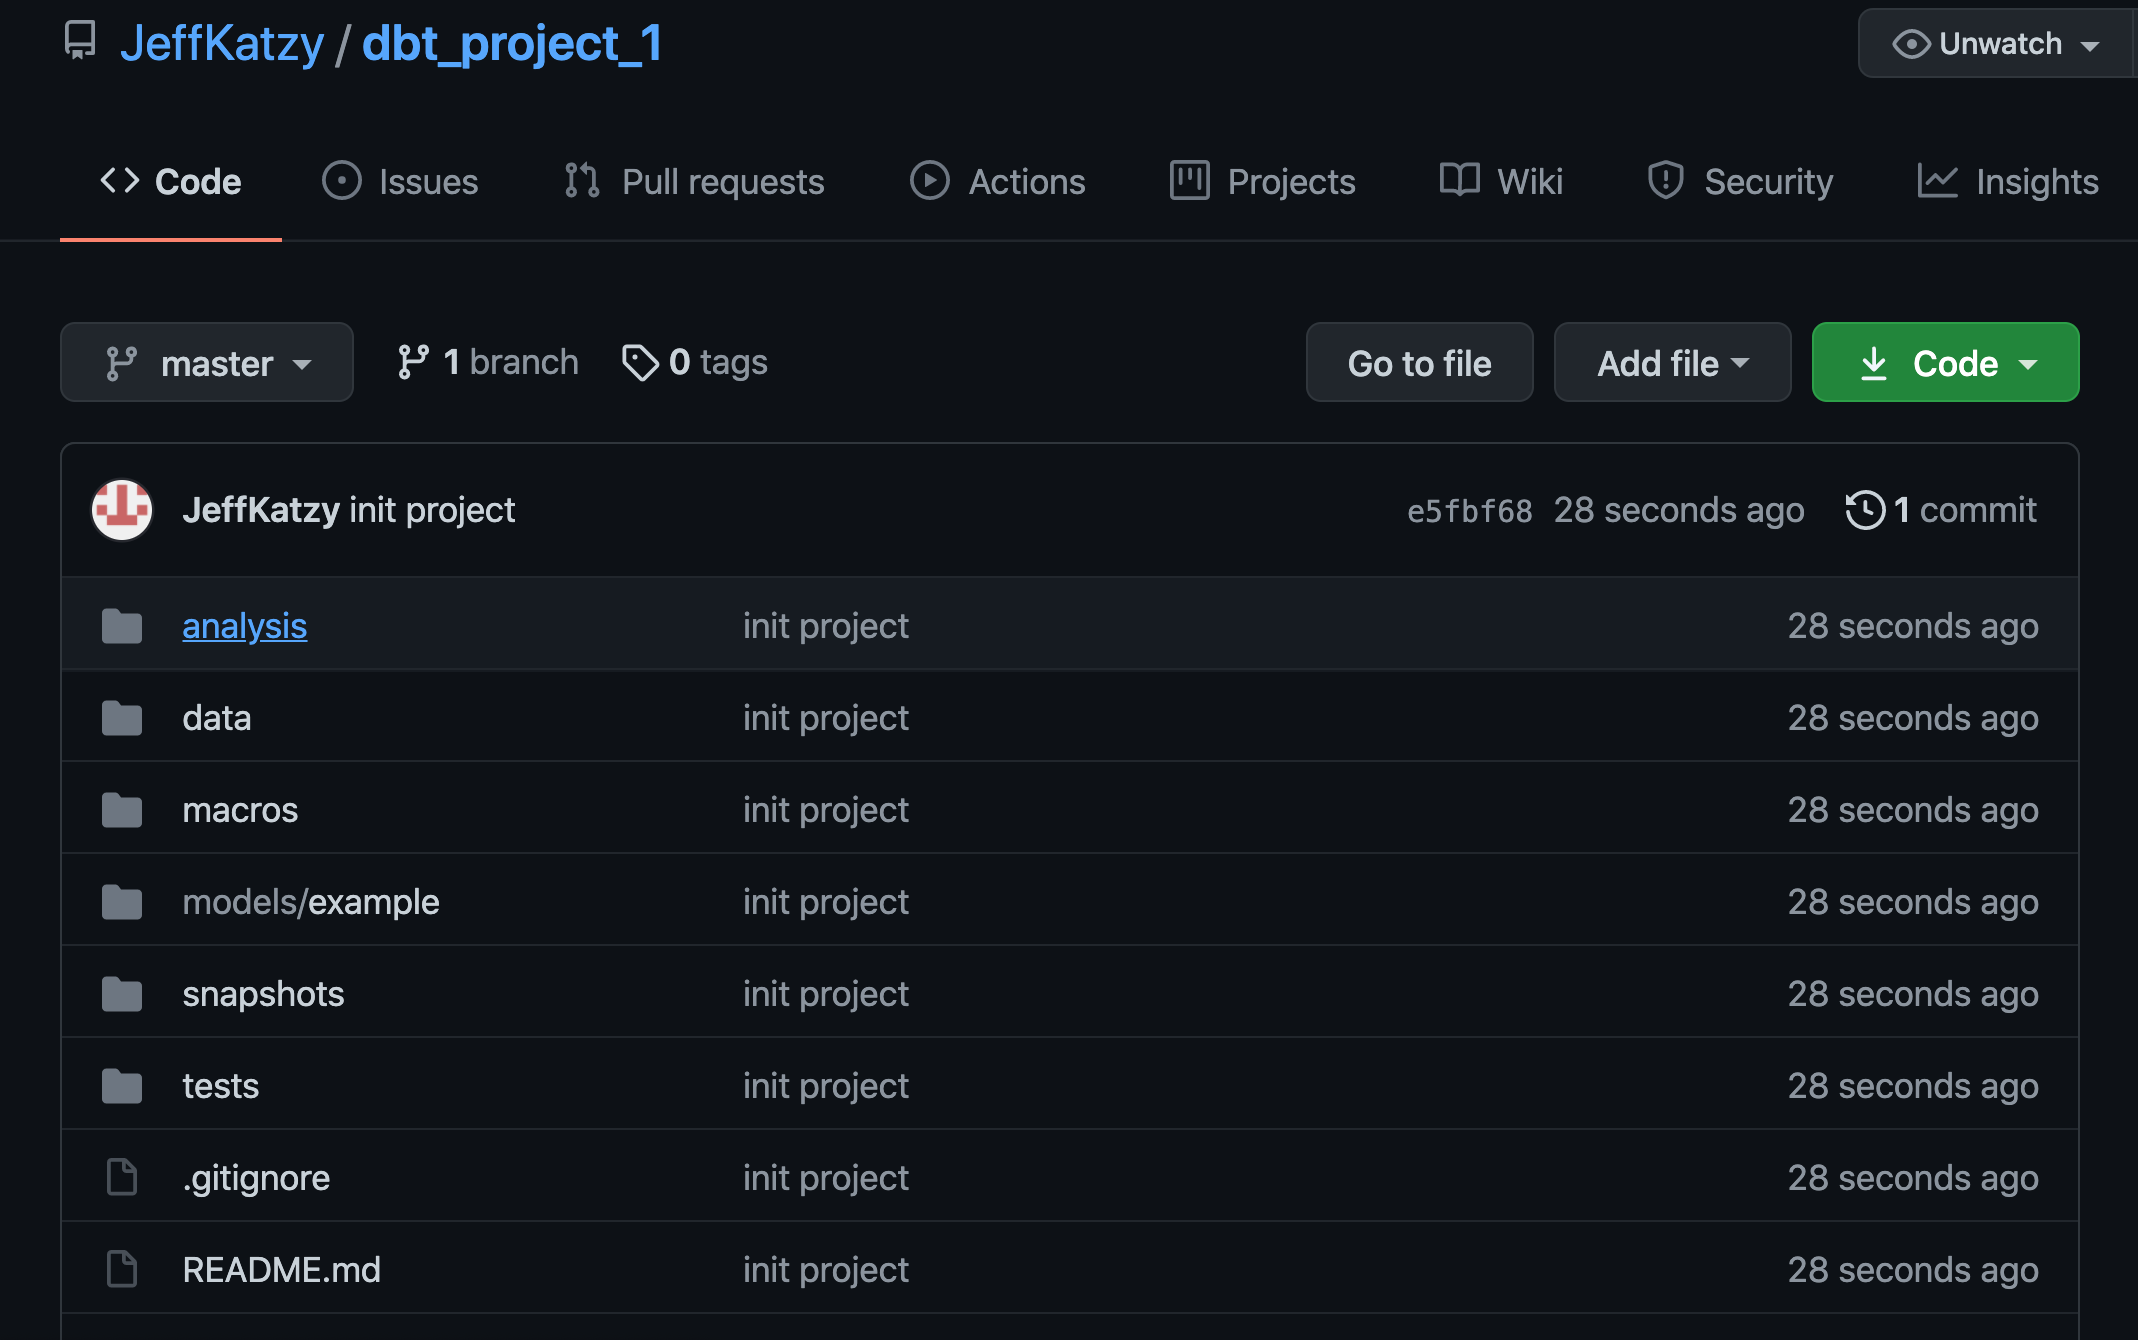 JeffKatzy / dbt_project_1 Unwatch
Code Issues Pull requests Actions Projects Wiki Security Insights
master 1 branch 0 tags Go to file Add file Code
JeffKatzy init project e5fbf68 28 seconds ago 1 commit
analysis init project 28 seconds ago
data init project 28 seconds ago
macros init project 28 seconds ago
models/example init project 28 seconds ago
snapshots init project 28 seconds ago
tests init project 28 seconds ago
.gitignore init project 28 seconds ago
README.md init project 28 seconds ago